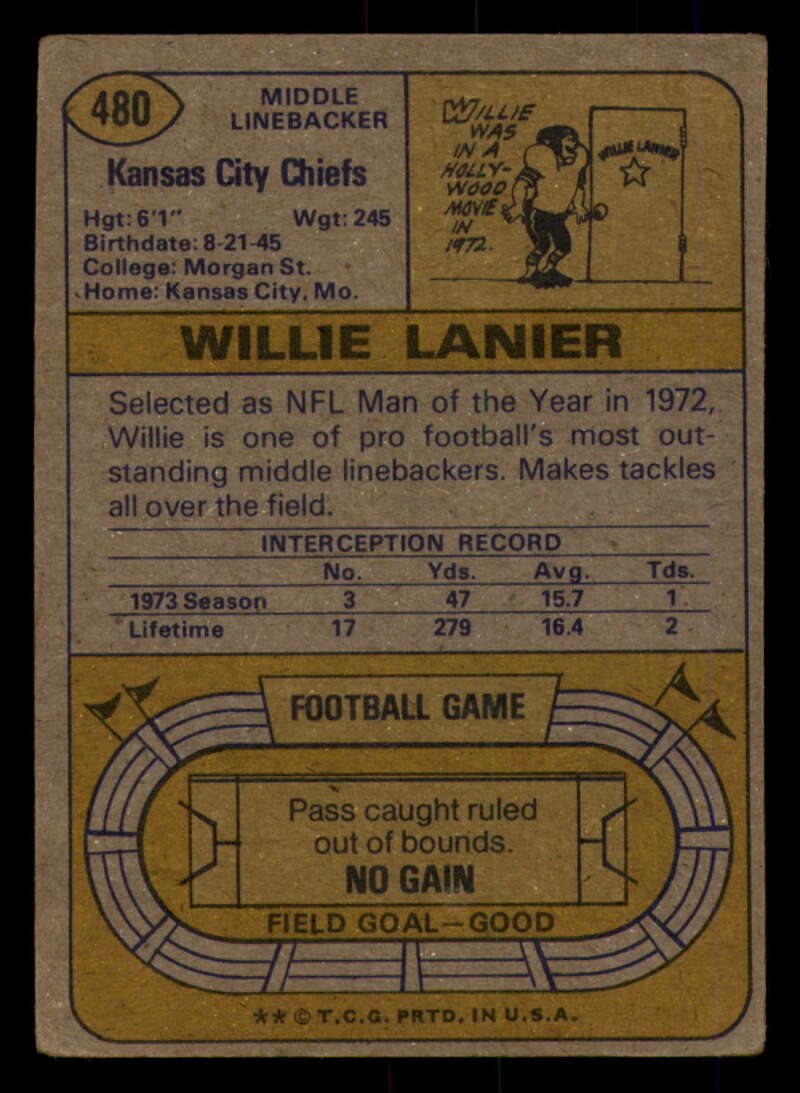 480
MIDDLE
LINEBACKER
Kansas City Chiefs
Hgt: 6'1" Wgt: 245
Birthdate: 8-21-45
College: Morgan St.
Home: Kansas City, Mo.
WILLIE
WAS
IN A
HOLLY-
WOOD
MOVIE
IN
1972.
WILLIE LANIER
WILLIE LANIER
Selected as NFL Man of the Year in 1972,
Willie is one of pro football's most out-
standing middle linebackers. Makes tackles
all over the field.
INTERCEPTION RECORD
No. Yds. Avg. Tds.
1973 Season 3 47 15.7 1
Lifetime 17 279 16.4 2
FOOTBALL GAME
Pass caught ruled
out of bounds.
NO GAIN
FIELD GOAL—GOOD
** © T.C.G. PRTD. IN U.S.A.